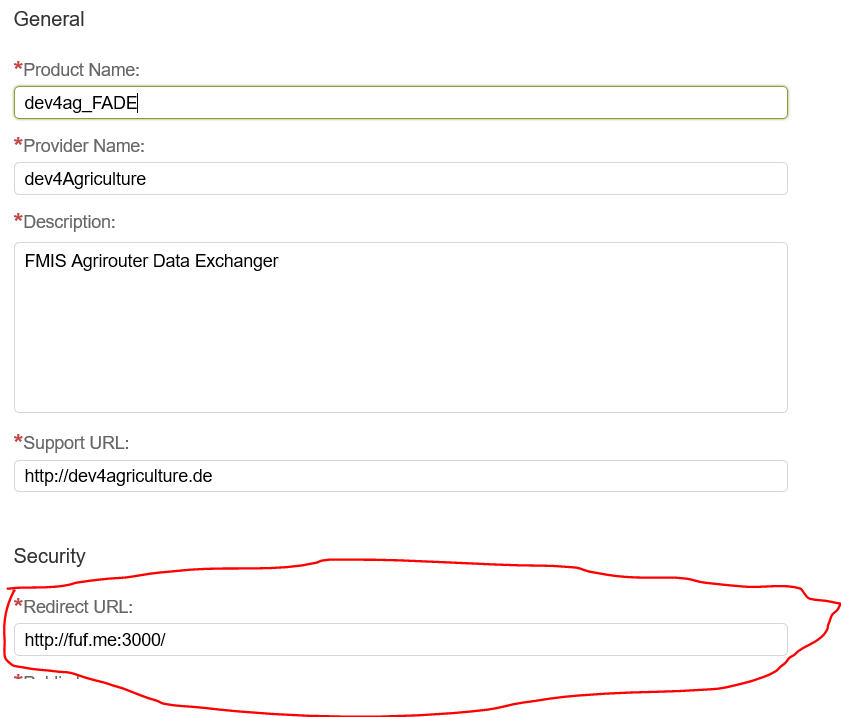 General
*Product Name:
dev4ag_FADE
*Provider Name:
dev4Agriculture
*Description:
FMIS Agrirouter Data Exchanger
*Support URL:
http://dev4agriculture.de
Security
*Redirect URL:
http://fuf.me:3000/